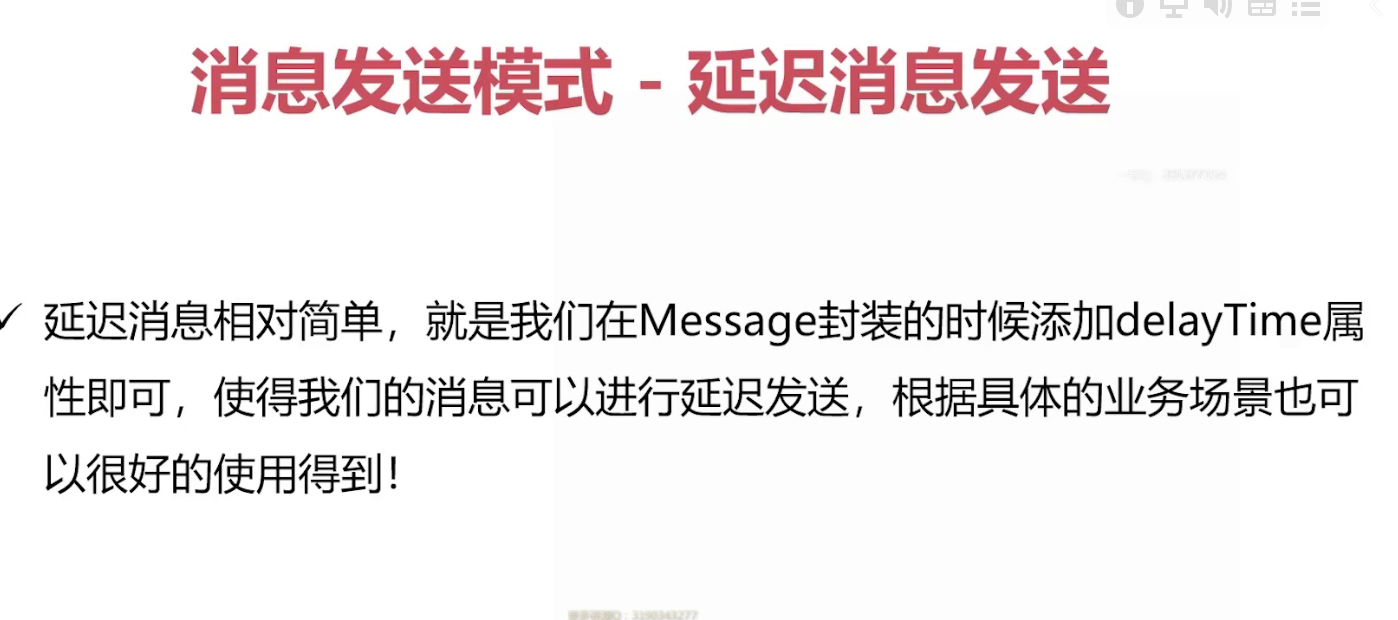 消息发送模式 - 延迟消息发送
✓ 延迟消息相对简单，就是我们在Message封装的时候添加delayTime属
性即可，使得我们的消息可以进行延迟发送，根据具体的业务场景也可
以很好的使用得到！